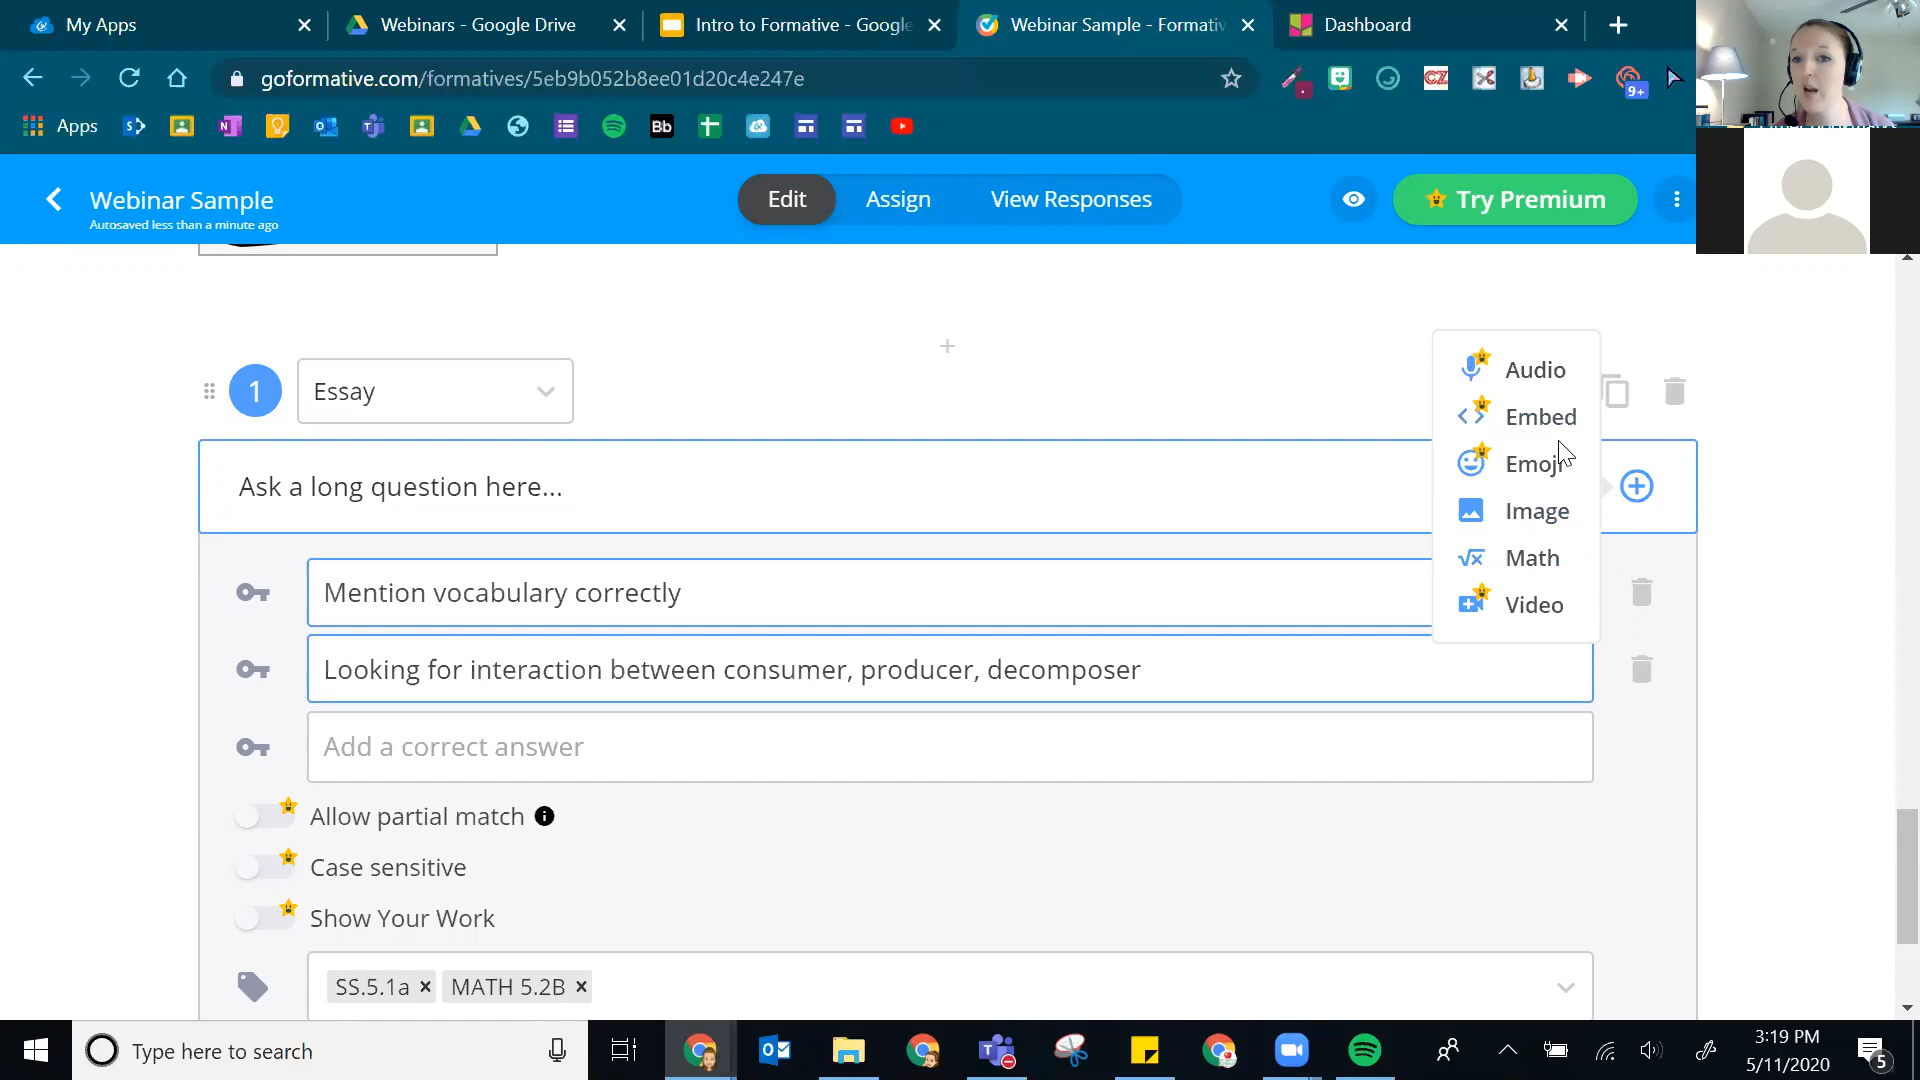 My Apps
Webinars - Google Drive
Intro to Formative - Google
Webinar Sample - Formativ
Dashboard
goformative.com/formatives/5eb9b052b8ee01d20c4e247e
9+
Apps
Bb
Webinar Sample
Autosaved less than a minute ago
Edit
Assign
View Responses
Try Premium
1
Essay
Audio
Embed
Emoji
Image
Math
Video
Ask a long question here...
Mention vocabulary correctly
Looking for interaction between consumer, producer, decomposer
Add a correct answer
Allow partial match
Case sensitive
Show Your Work
SS.5.1a ×
MATH 5.2B ×
Type here to search
3:19 PM
5/11/2020
5